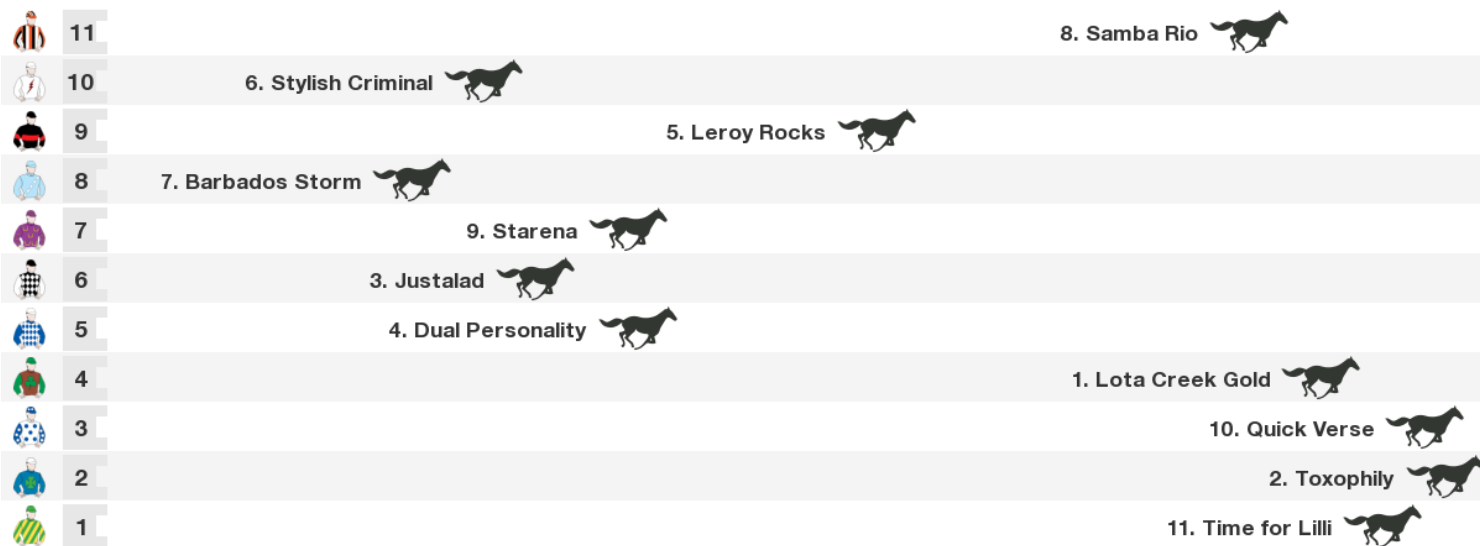 11 8. Samba Rio
10 6. Stylish Criminal
9 5. Leroy Rocks
8 7. Barbados Storm
7 9. Starena
6 3. Justalad
5 4. Dual Personality
4 1. Lota Creek Gold
3 10. Quick Verse
2 2. Toxophily
1 11. Time for Lilli